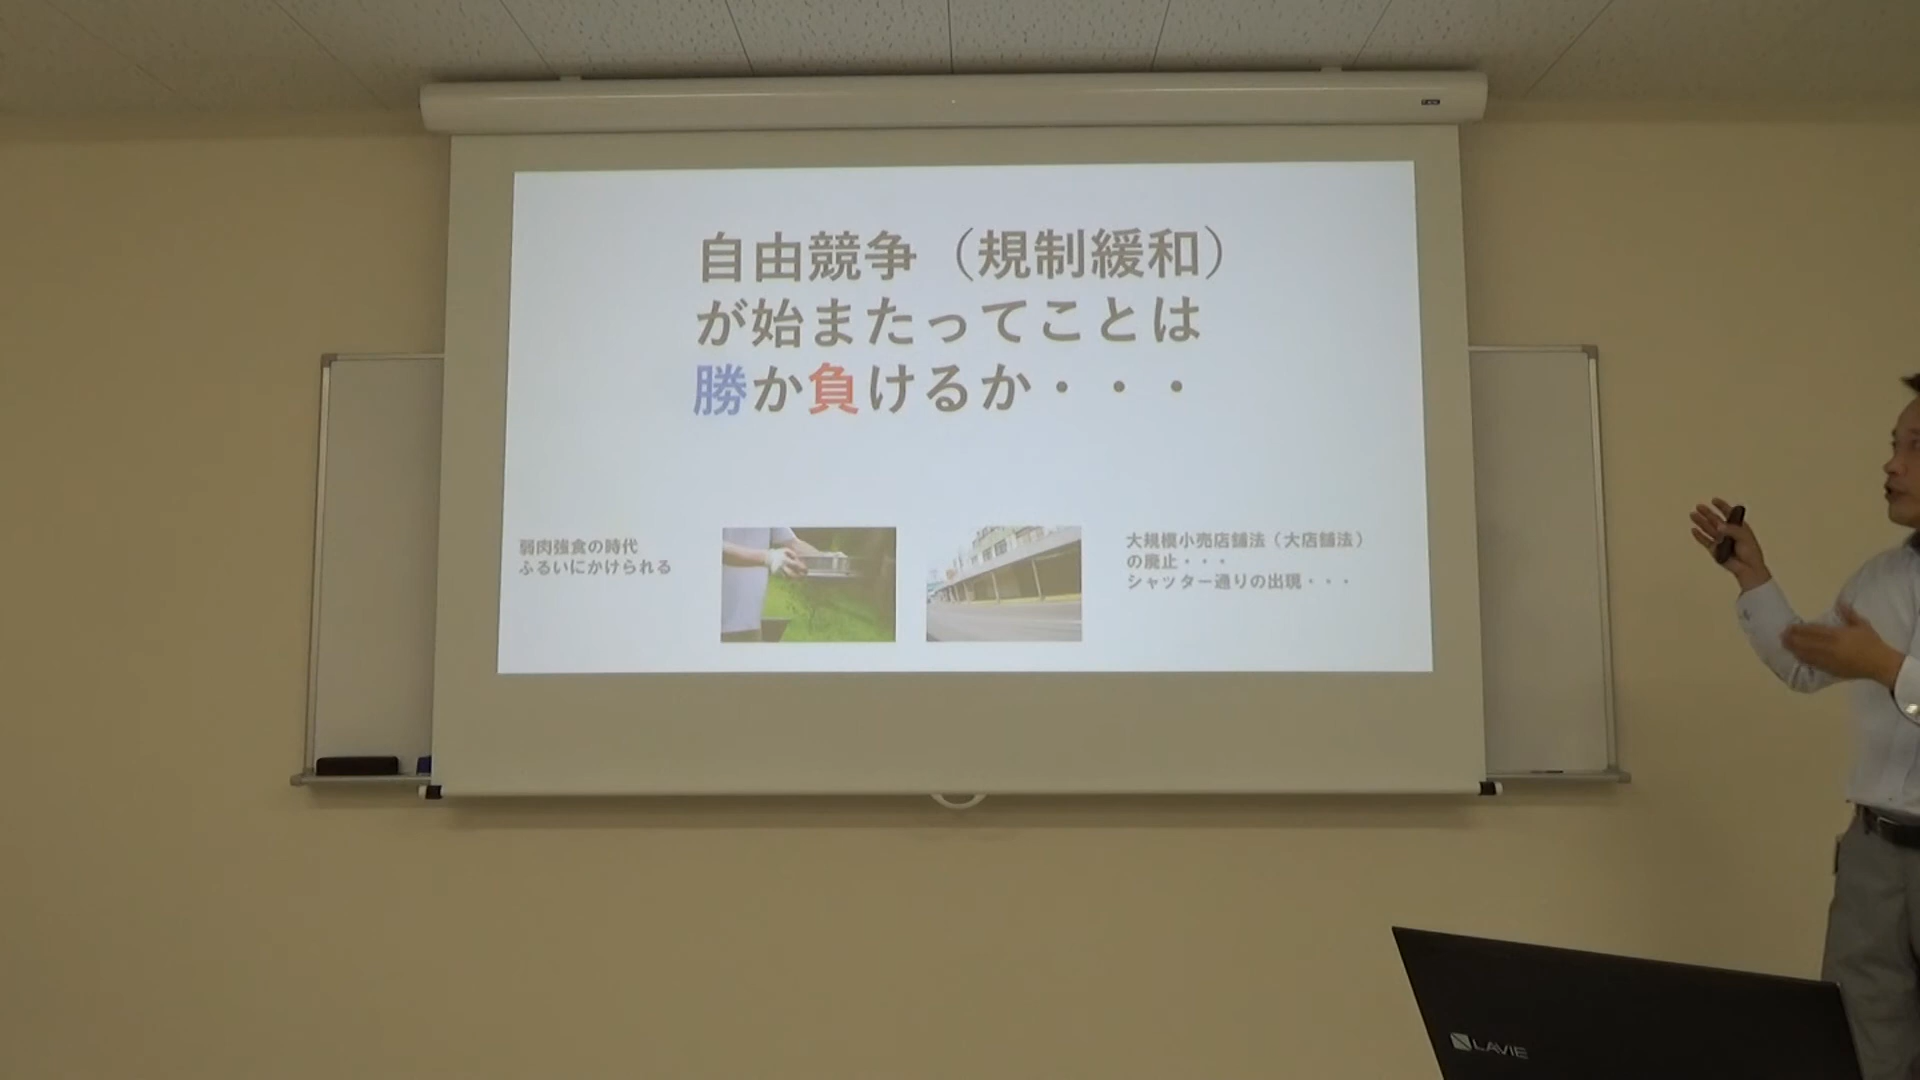 自由競争（規制緩和）
が始またってことは
勝か負けるか・・・
弱肉強食の時代
ふるいにかけられる
大規模小売店舗法（大店舗法）
の廃止・・・
シャッター通りの出現・・・
LAVIE